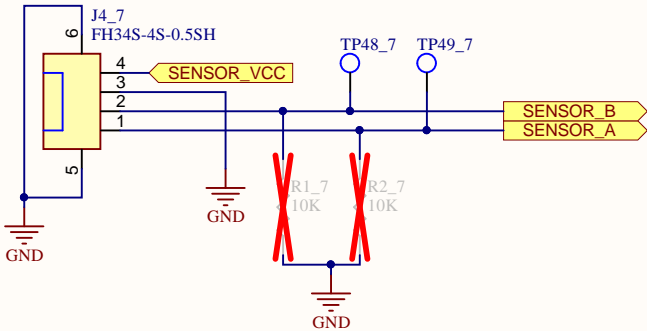 J4_7
FH34S-4S-0.5SH
6
4
SENSOR_VCC
3
2
1
5
TP48_7
TP49_7
SENSOR_B
SENSOR_A
R1_7
10K
R2_7
10K
GND
GND
GND